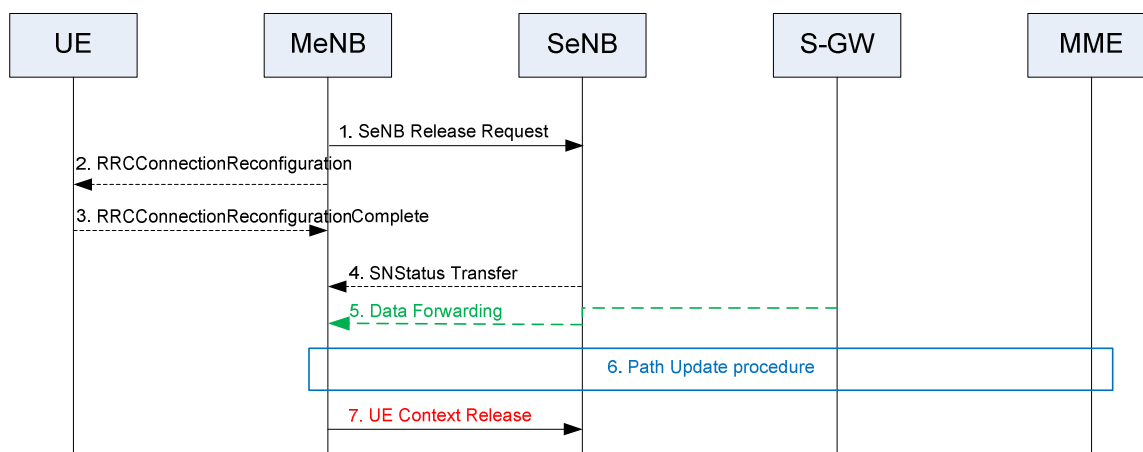 UE
MeNB
SeNB
S-GW
MME
1. SeNB Release Request
2. RRCConnectionReconfiguration
3. RRCConnectionReconfigurationComplete
4. SNStatus Transfer
5. Data Forwarding
6. Path Update procedure
7. UE Context Release